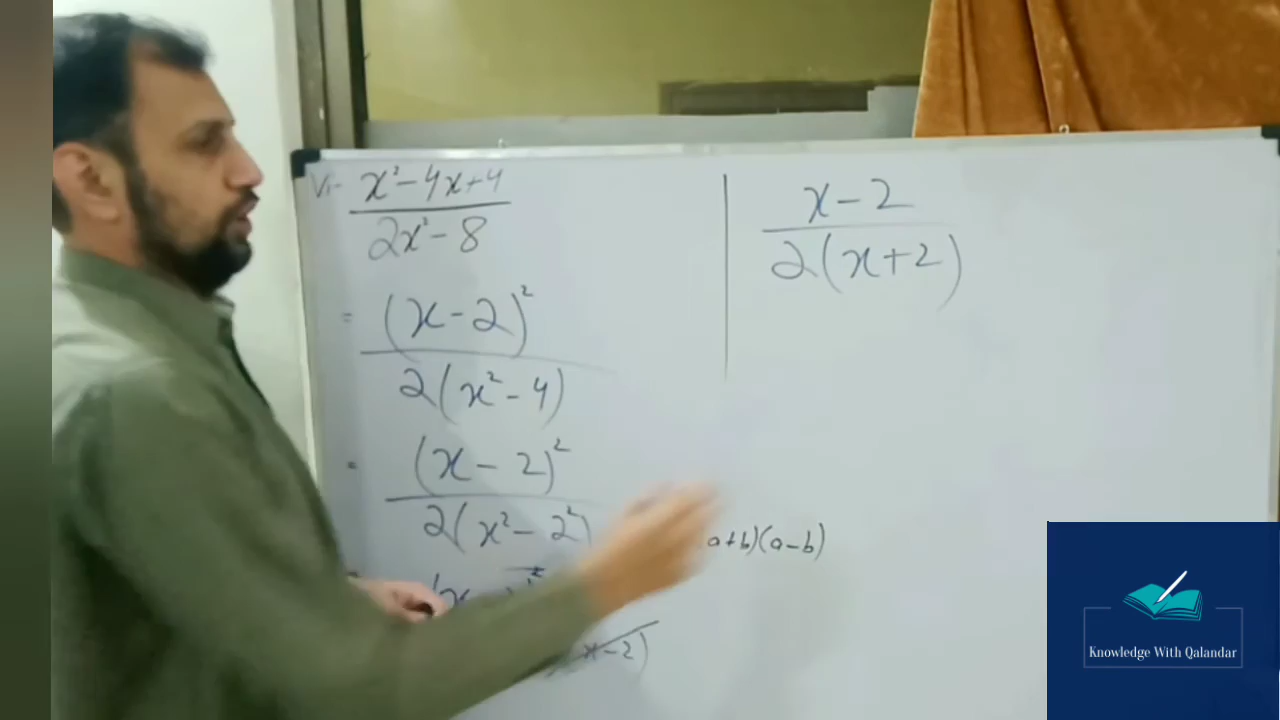 vi- x² - 4x + 4
2x² - 8
= (x - 2)²
2(x² - 4)
= (x - 2)²
2(x² - 2²)
x - 2)
x - 2
2(x + 2)
a+b)(a-b)
Knowledge With Qalandar